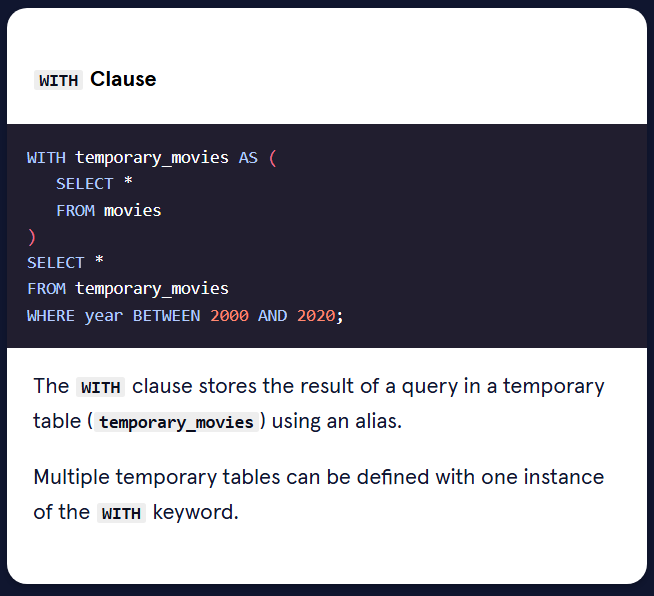 WITH Clause
WITH temporary_movies AS (
   SELECT *
   FROM movies
)
SELECT *
FROM temporary_movies
WHERE year BETWEEN 2000 AND 2020;
The WITH clause stores the result of a query in a temporary
table ( temporary_movies ) using an alias.
Multiple temporary tables can be defined with one instance
of the WITH keyword.